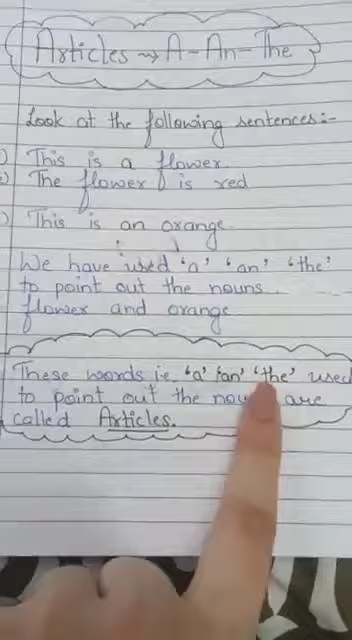 Articles → A-An-The
Look at the following sentences:-
) This is a flower.
) The flower is red
) This is an orange.
We have used 'a' 'an' 'the'
to point out the nouns.
flower and orange
These words i.e. 'a' 'an' 'the' used
to point out the are
called Articles.